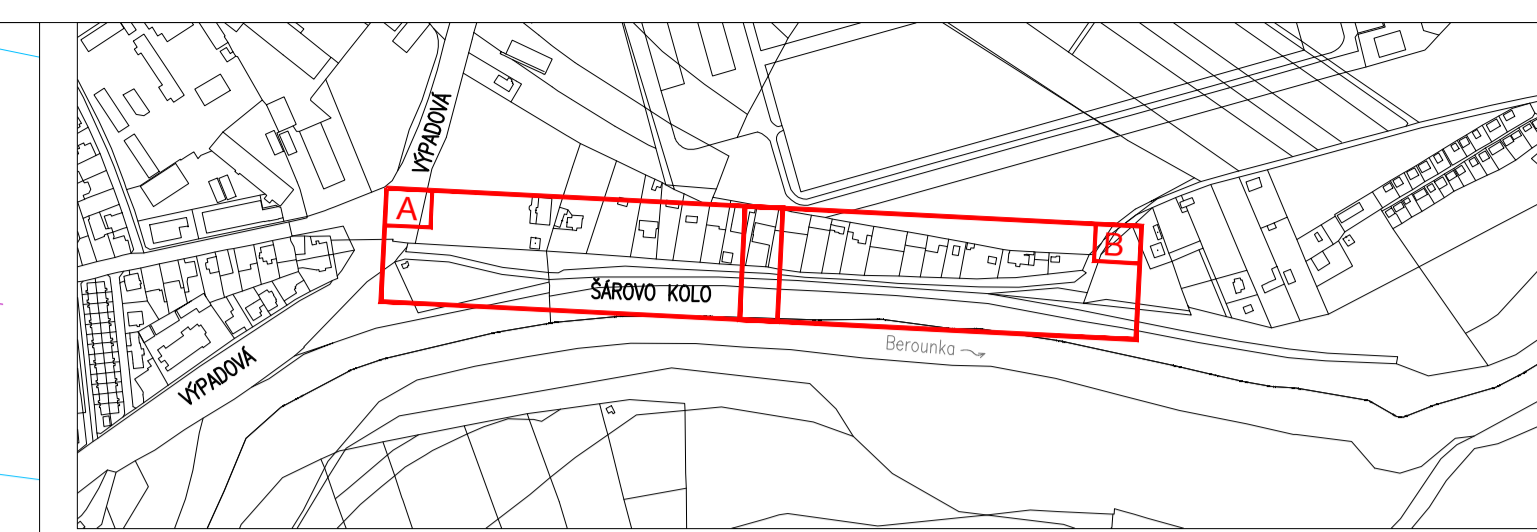 VÝPADOVÁ
A
B
ŠÁROVO KOLO
Berounka
VÝPADOVÁ